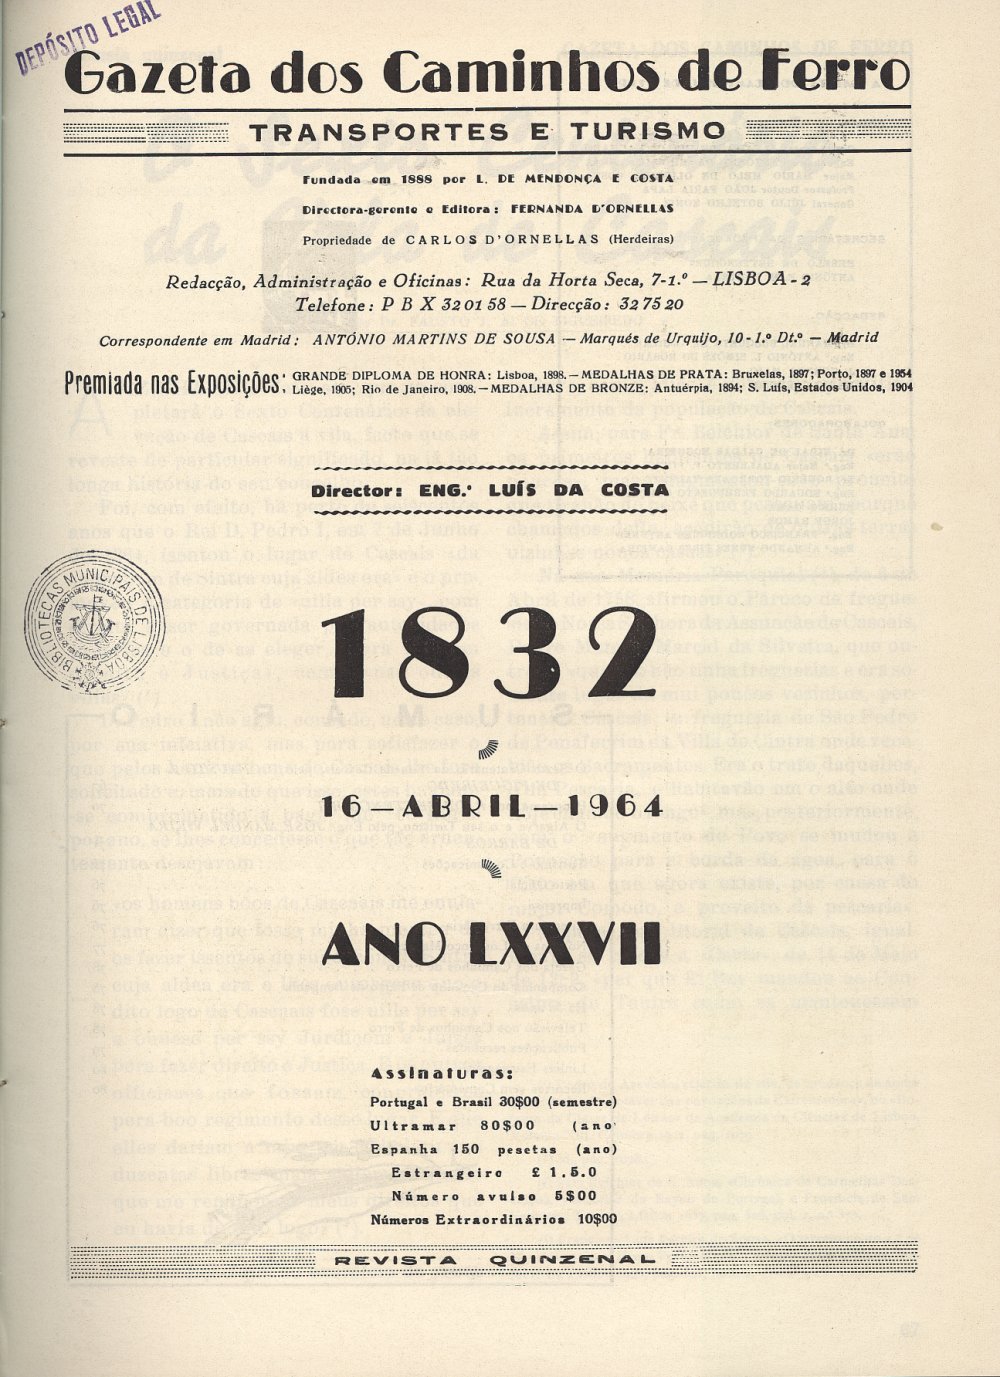 DEPÓSITO LEGAL
Gazeta dos Caminhos de Ferro
TRANSPORTES E TURISMO
Fundada em 1888 por L. DE MENDONÇA E COSTA
Directora-gerente e Editora: FERNANDA D'ORNELLAS
Propriedade de CARLOS D'ORNELLAS (Herdeiras)
Redacção, Administração e Oficinas: Rua da Horta Seca, 7-1.º — LISBOA-2
Telefone: P B X 32 01 58 — Direcção: 32 75 20
Correspondente em Madrid: ANTÓNIO MARTINS DE SOUSA — Marqués de Urquijo, 10-1.º Dt.º — Madrid
Premiada nas Exposições: GRANDE DIPLOMA DE HONRA: Lisboa, 1898. — MEDALHAS DE PRATA: Bruxelas, 1897; Porto, 1897 e 1954
Liège, 1905; Rio de Janeiro, 1908. — MEDALHAS DE BRONZE: Antuérpia, 1894; S. Luís, Estados Unidos, 1904
Director: ENG.º LUÍS DA COSTA
BIBLIOTECAS MUNICIPAIS DE LISBOA
1832
16—ABRIL—1964
ANO LXXVII
Assinaturas:
Portugal e Brasil 30$00 (semestre)
Ultramar 80$00 (ano
Espanha 150 pesetas (ano)
Estrangeiro £ 1.5.0
Número avulso 5$00
Números Extraordinários 10$00
REVISTA QUINZENAL